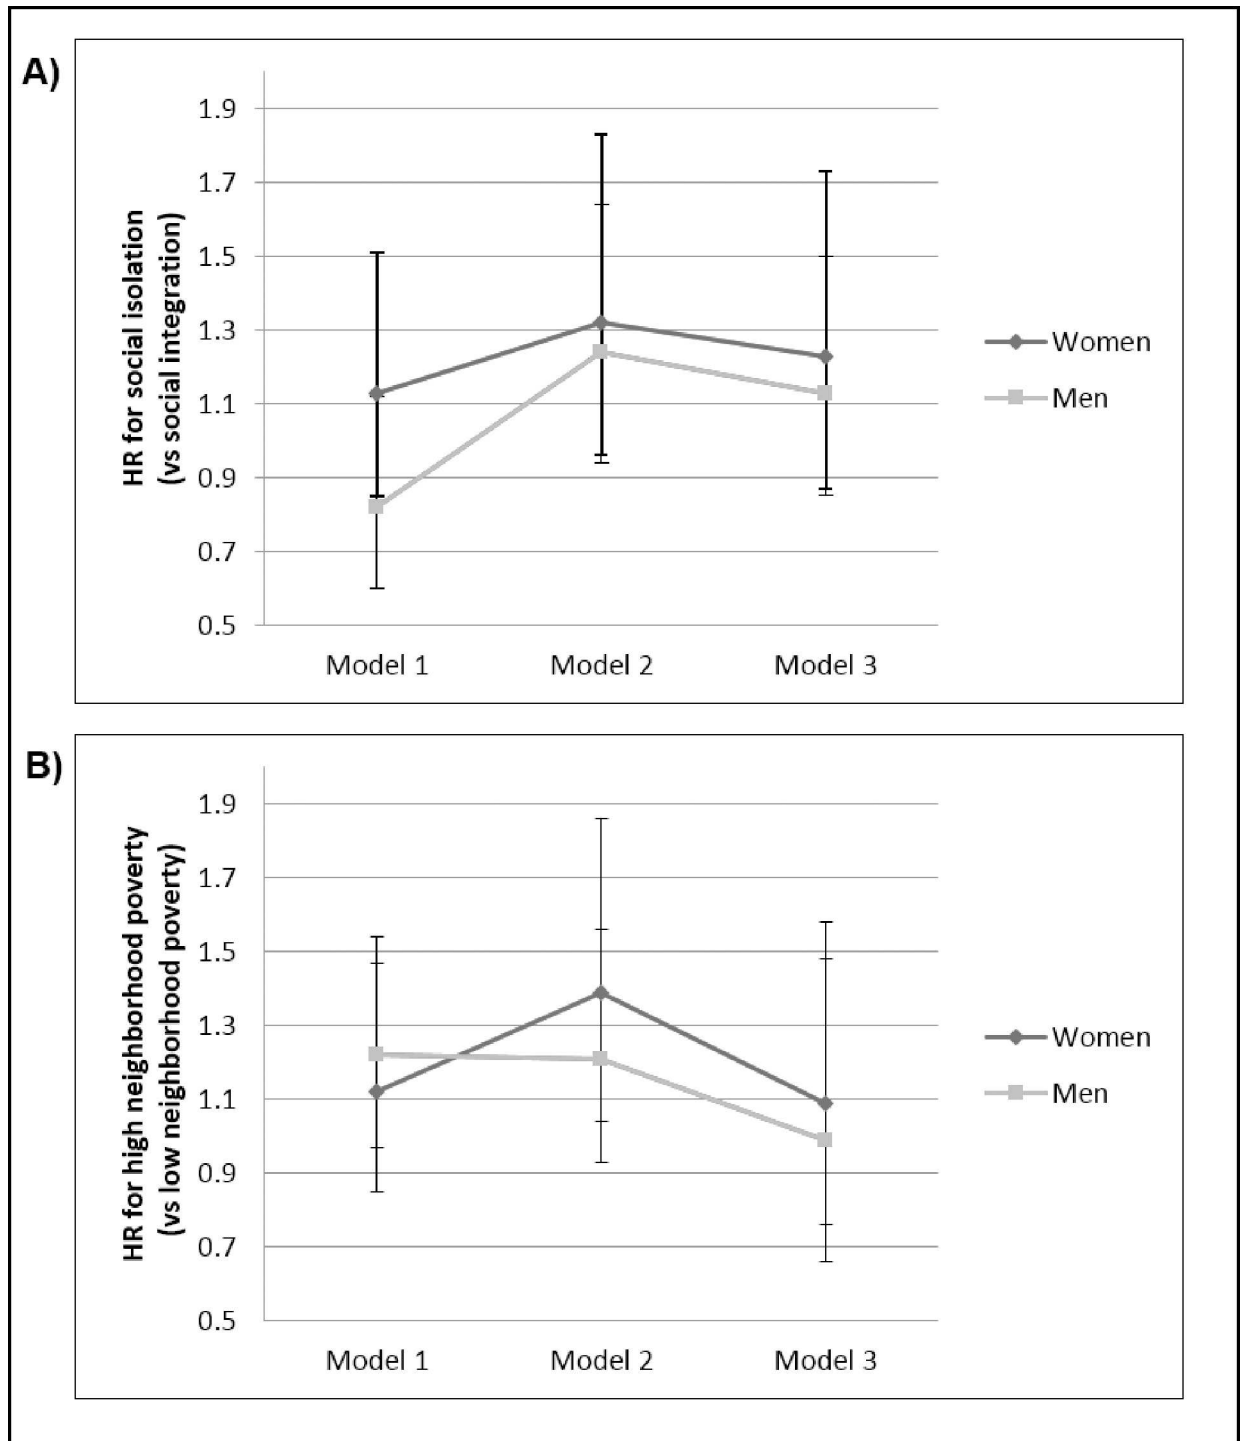 A)
HR for social isolation
(vs social integration)
1.9
1.7
1.5
1.3
1.1
0.9
0.7
0.5
Model 1
Model 2
Model 3
Women
Men
B)
HR for high neighborhood poverty
(vs low neighborhood poverty)
1.9
1.7
1.5
1.3
1.1
0.9
0.7
0.5
Model 1
Model 2
Model 3
Women
Men